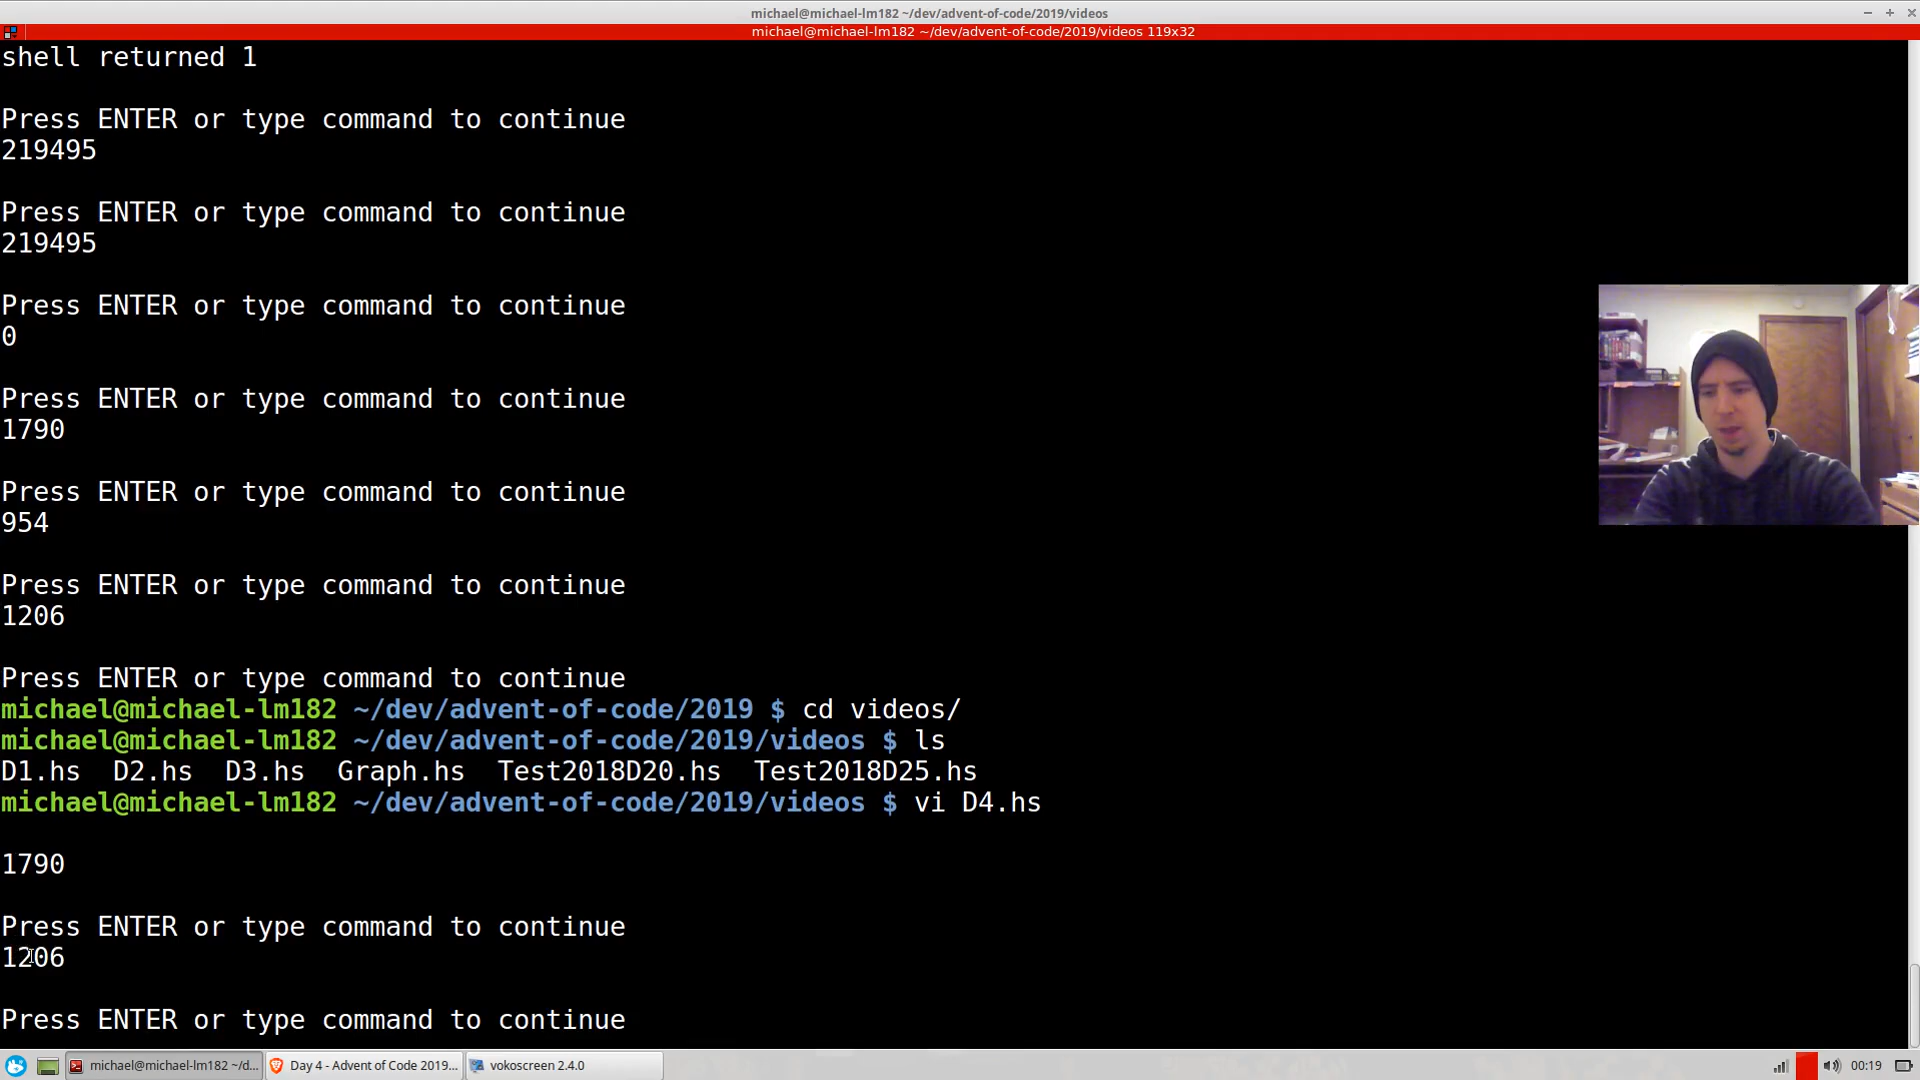 michael@michael-lm182 ~/dev/advent-of-code/2019/videos
michael@michael-lm182 ~/dev/advent-of-code/2019/videos 119x32
shell returned 1
Press ENTER or type command to continue
219495
Press ENTER or type command to continue
219495
Press ENTER or type command to continue
0
Press ENTER or type command to continue
1790
Press ENTER or type command to continue
954
Press ENTER or type command to continue
1206
Press ENTER or type command to continue
michael@michael-lm182 ~/dev/advent-of-code/2019 $ cd videos/
michael@michael-lm182 ~/dev/advent-of-code/2019/videos $ ls
D1.hs  D2.hs  D3.hs  Graph.hs  Test2018D20.hs  Test2018D25.hs
michael@michael-lm182 ~/dev/advent-of-code/2019/videos $ vi D4.hs
1790
Press ENTER or type command to continue
1206
Press ENTER or type command to continue
michael@michael-lm182 ~/d... Day 4 - Advent of Code 2019... vokoscreen 2.4.0 00:19